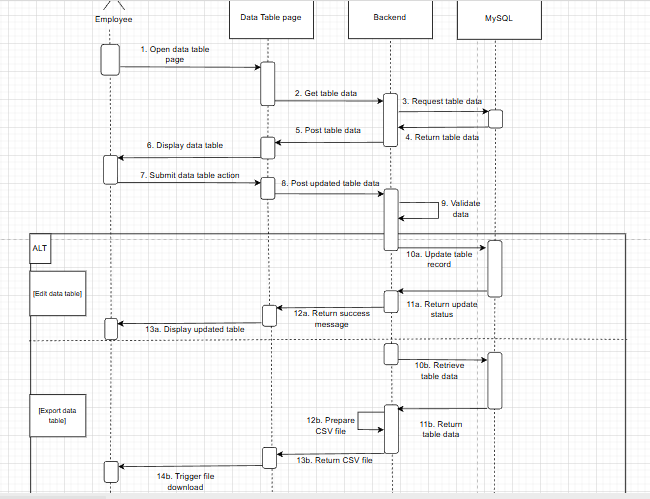 Employee
Data Table page
Backend
MySQL
1. Open data table
page
2. Get table data
3. Request table data
4. Return table data
5. Post table data
6. Display data table
7. Submit data table action
8. Post updated table data
9. Validate
data
ALT
10a. Update table
record
[Edit data table]
11a. Return update
status
12a. Return success
message
13a. Display updated table
10b. Retrieve
table data
[Export data
table]
11b. Return
table data
12b. Prepare
CSV file
13b. Return CSV file
14b. Trigger file
download